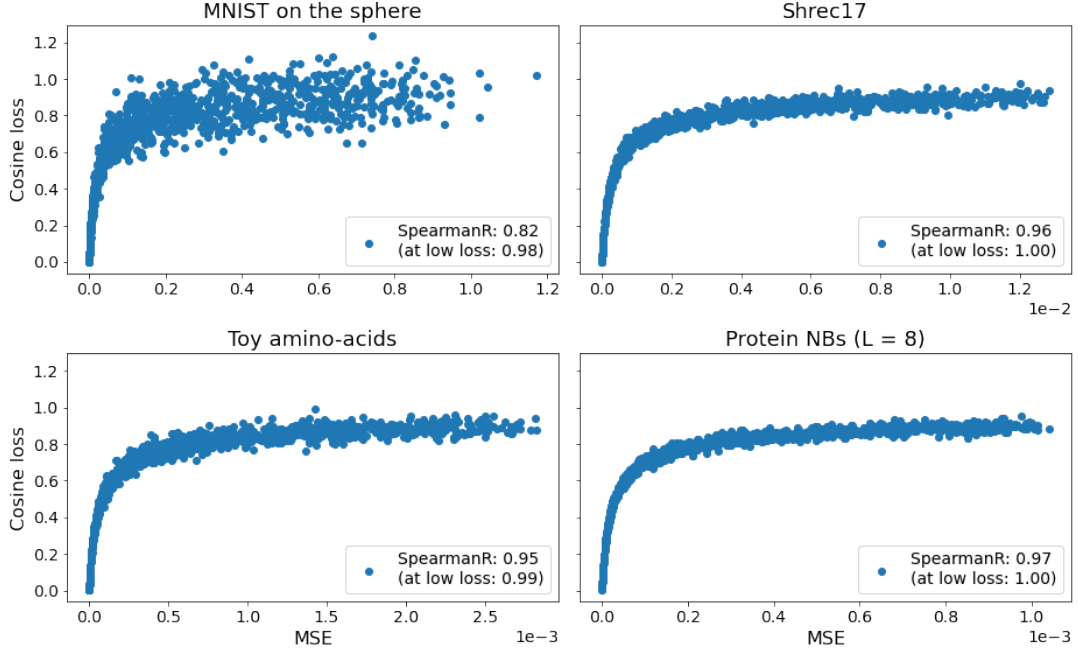 MNIST on the sphere
Cosine loss
1.2
1.0
0.8
0.6
0.4
0.2
0.0
SpearmanR: 0.82
(at low loss: 0.98)
0.0 0.2 0.4 0.6 0.8 1.0 1.2
Shrec17
SpearmanR: 0.96
(at low loss: 1.00)
0.0 0.2 0.4 0.6 0.8 1.0 1.2
1e−2
Toy amino-acids
Cosine loss
1.2
1.0
0.8
0.6
0.4
0.2
0.0
SpearmanR: 0.95
(at low loss: 0.99)
0.0 0.5 1.0 1.5 2.0 2.5
MSE
1e−3
Protein NBs (L = 8)
SpearmanR: 0.97
(at low loss: 1.00)
0.0 0.2 0.4 0.6 0.8 1.0
MSE
1e−3